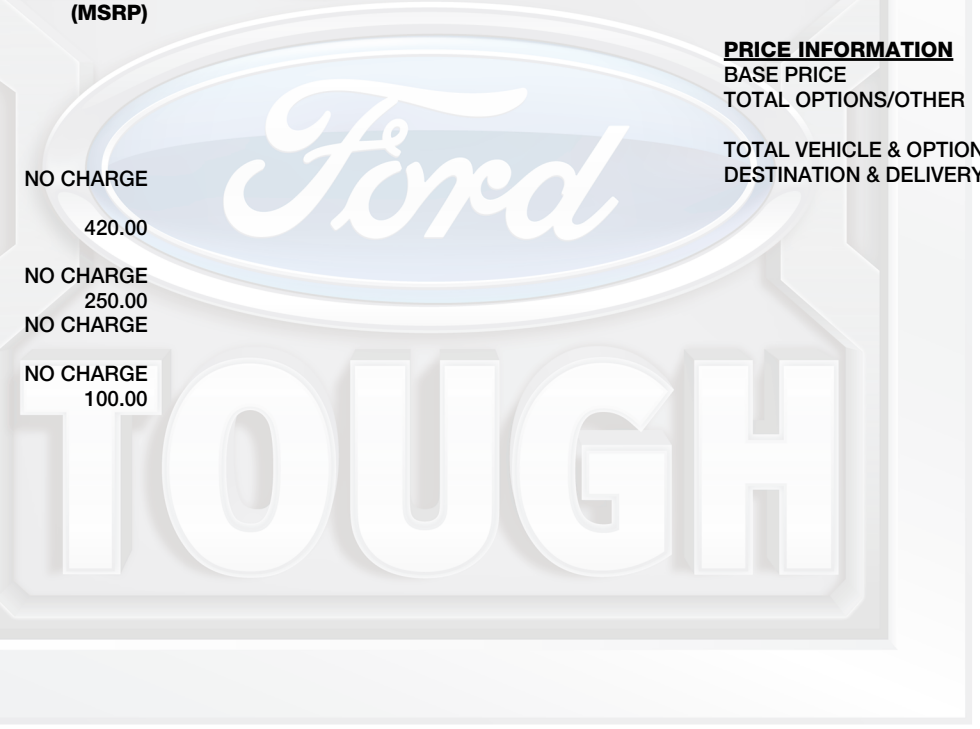 (MSRP)
NO CHARGE
420.00
NO CHARGE
250.00
NO CHARGE
NO CHARGE
100.00
PRICE INFORMATION
BASE PRICE
TOTAL OPTIONS/OTHER
TOTAL VEHICLE & OPTION
DESTINATION & DELIVERY
Ford
TOUGH